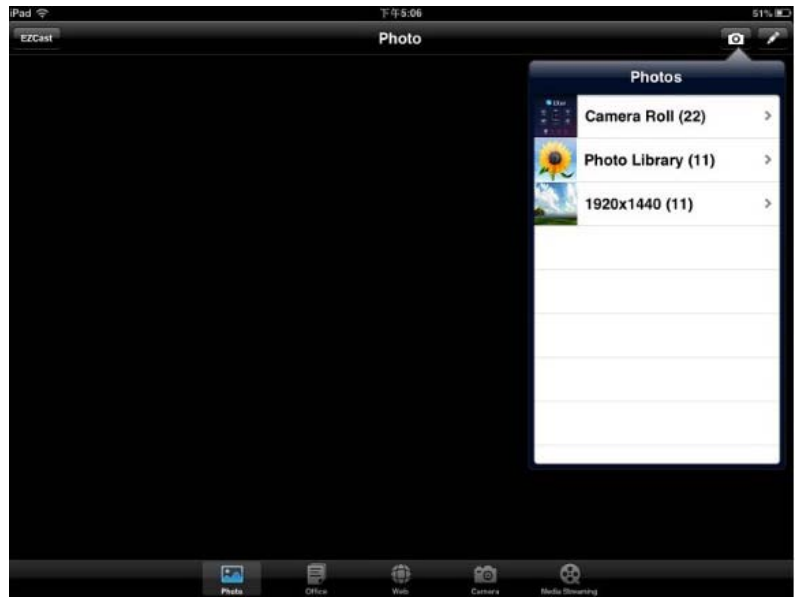 iPad 下午5:06 51%
EZCast Photo
Photos
Camera Roll (22)
Photo Library (11)
1920x1440 (11)
Photo Office Web Camera Media Streaming